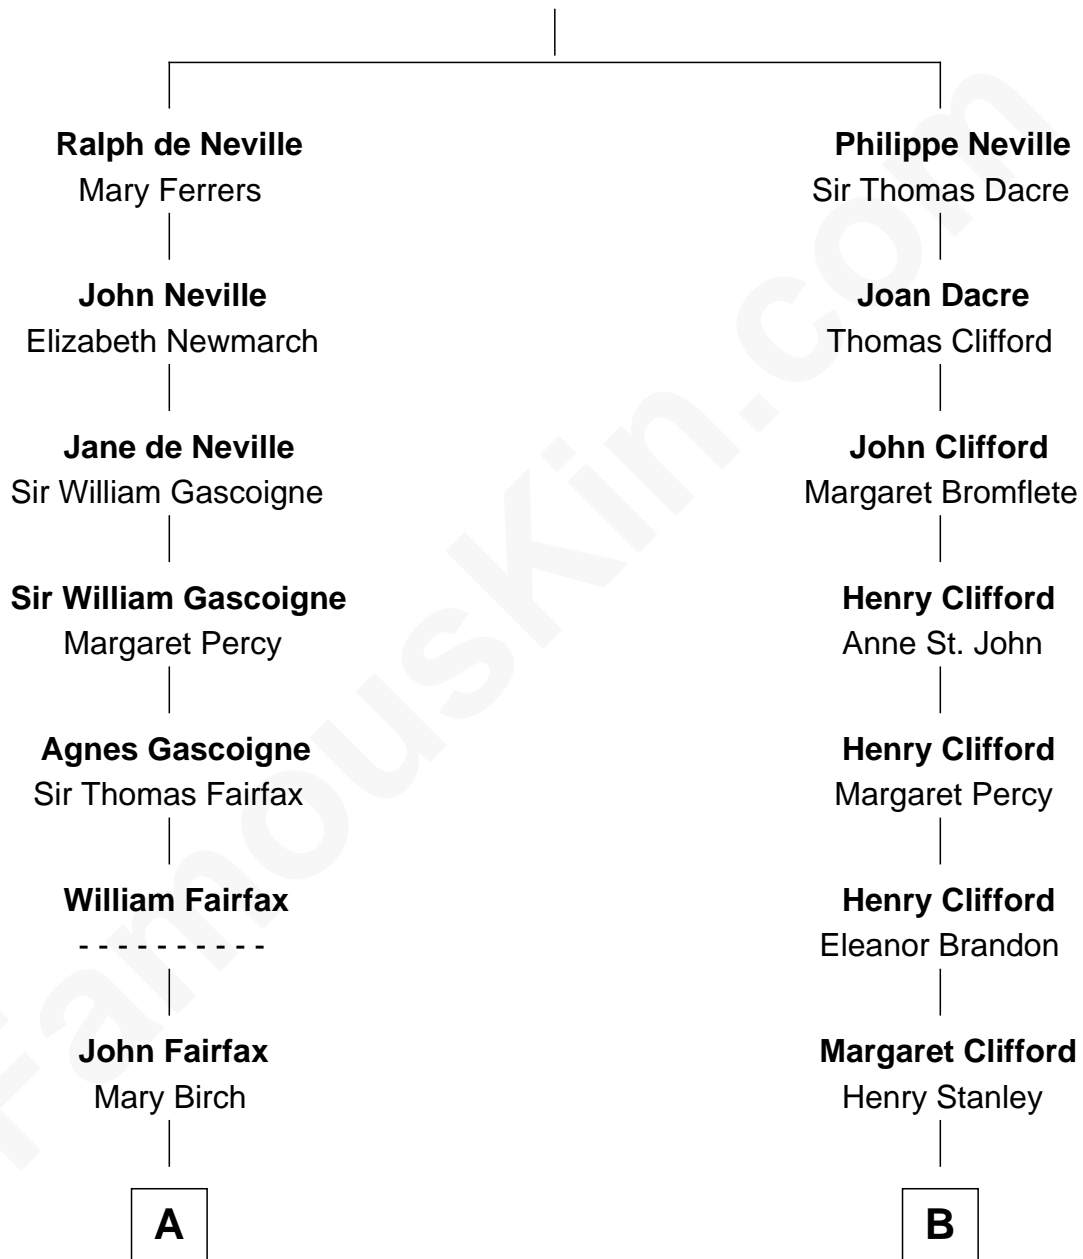 Ralph de Neville
Mary Ferrers
John Neville
Elizabeth Newmarch
Jane de Neville
Sir William Gascoigne
Sir William Gascoigne
Margaret Percy
Agnes Gascoigne
Sir Thomas Fairfax
William Fairfax
- - - - - - - - - -
John Fairfax
Mary Birch
A
Philippe Neville
Sir Thomas Dacre
Joan Dacre
Thomas Clifford
John Clifford
Margaret Bromflete
Henry Clifford
Anne St. John
Henry Clifford
Margaret Percy
Henry Clifford
Eleanor Brandon
Margaret Clifford
Henry Stanley
B
FamousKin.com